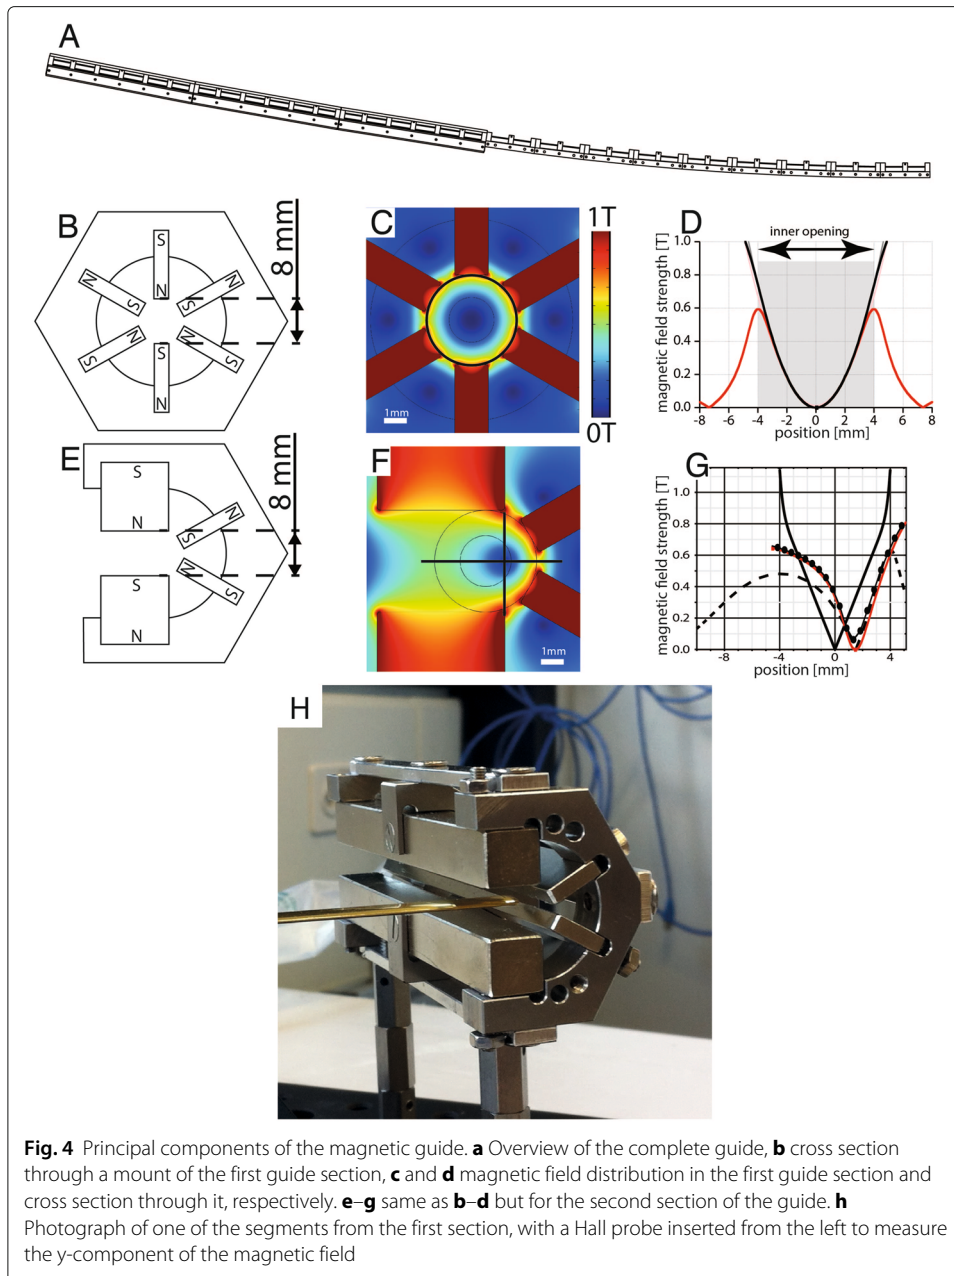 A
B
S
N
N
S
S
N
N
S
S
N
S
N
8 mm
C
1T
0T
1mm
D
inner opening
magnetic field strength [T]
1.0
0.8
0.6
0.4
0.2
0.0
-8 -6 -4 -2 0 2 4 6 8
position [mm]
E
S
N
S
N
S
N
N
S
8 mm
F
1mm
G
magnetic field strength [T]
1.0
0.8
0.6
0.4
0.2
0.0
-8 -4 0 4
position [mm]
H
Fig. 4 Principal components of the magnetic guide. a Overview of the complete guide, b cross section
through a mount of the first guide section, c and d magnetic field distribution in the first guide section and
cross section through it, respectively. e–g same as b–d but for the second section of the guide. h
Photograph of one of the segments from the first section, with a Hall probe inserted from the left to measure
the y-component of the magnetic field